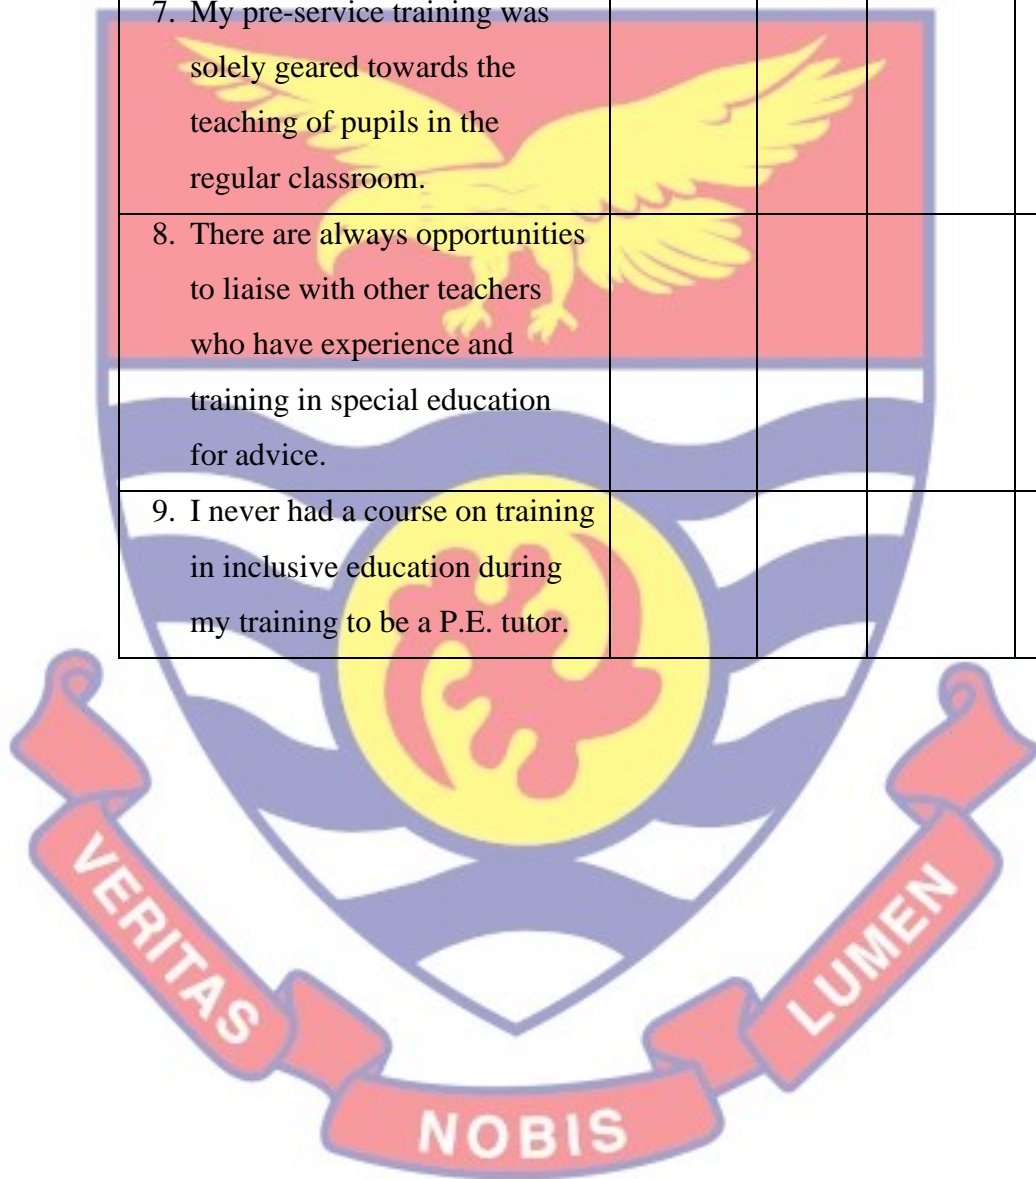 7. My pre-service training was
solely geared towards the
teaching of pupils in the
regular classroom.
8. There are always opportunities
to liaise with other teachers
who have experience and
training in special education
for advice.
9. I never had a course on training
in inclusive education during
my training to be a P.E. tutor.
VERITAS
NOBIS
LUMEN